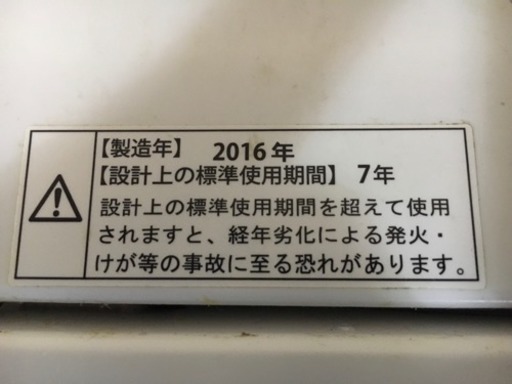 【製造年】 2016年
【設計上の標準使用期間】 7年
設計上の標準使用期間を超えて使用
されますと、経年劣化による発火・
けが等の事故に至る恐れがあります。